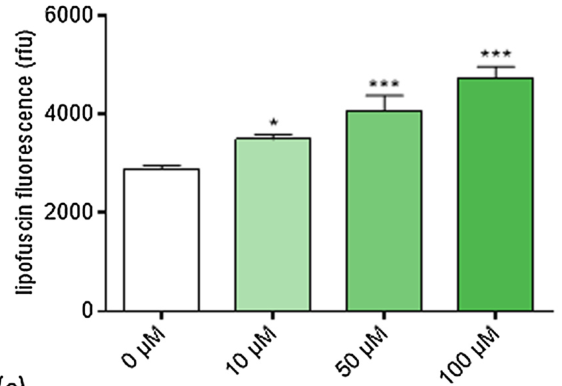 6000
4000
2000
0
lipofuscin fluorescence (rfu)
*
***
***
0 µM
10 µM
50 µM
100 µM